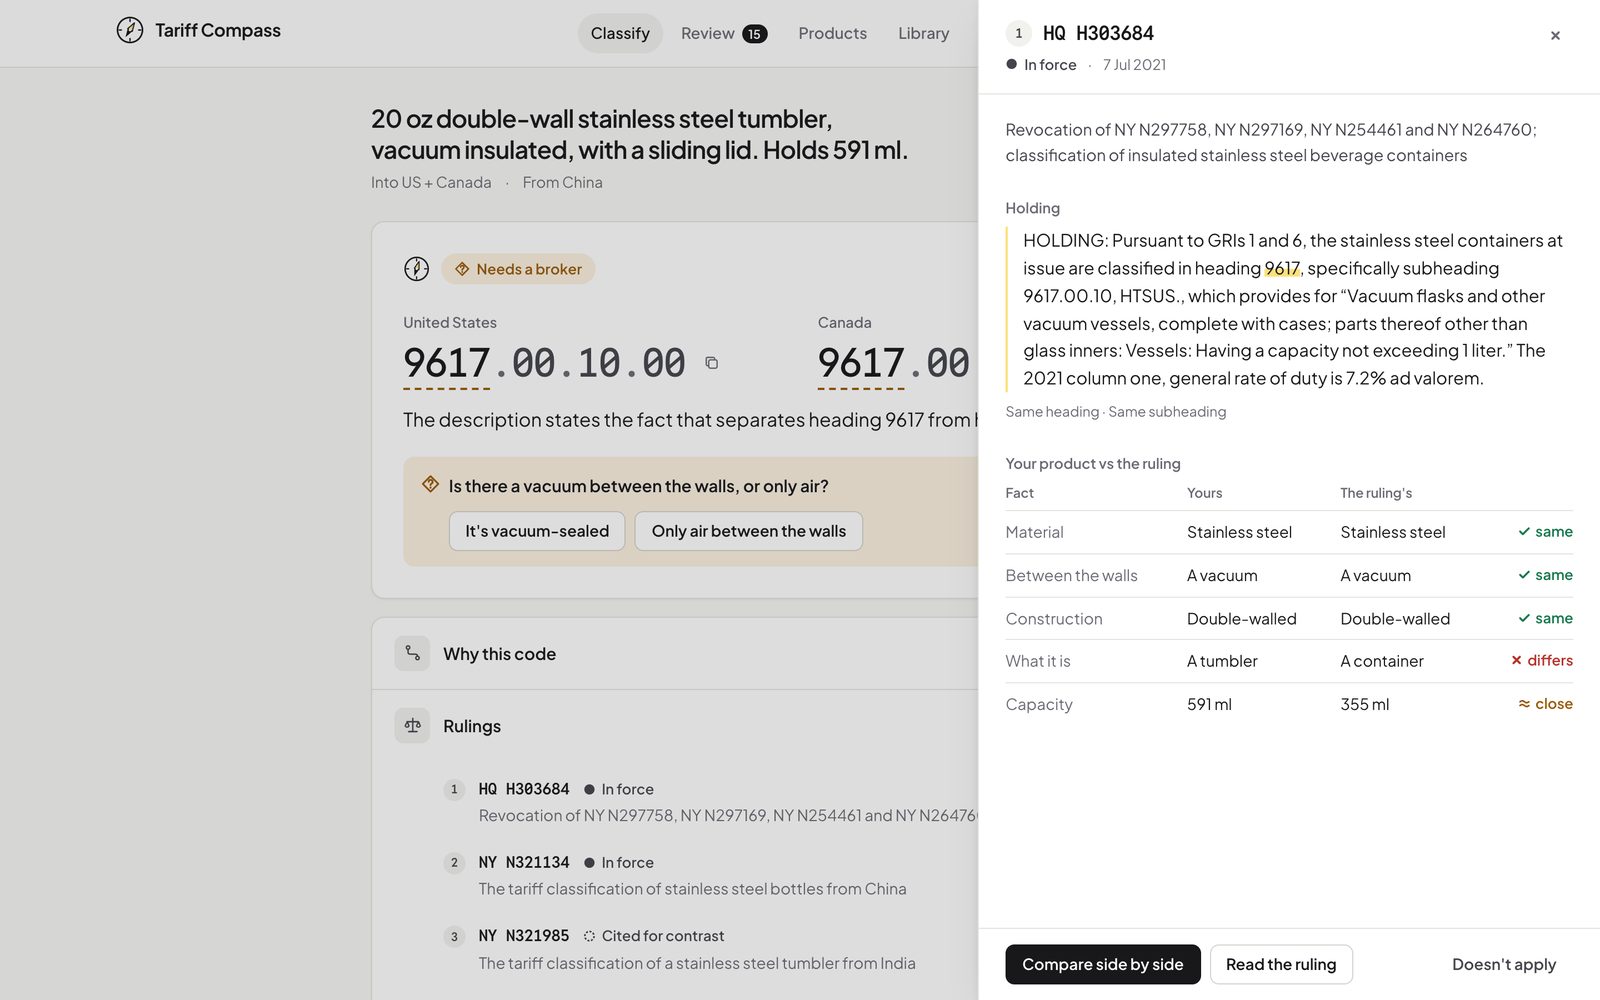 Tariff Compass
Classify
Review 15
Products
Library
20 oz double-wall stainless steel tumbler,
vacuum insulated, with a sliding lid. Holds 591 ml.
Into US + Canada · From China
Needs a broker
United States
9617.00.10.00
Canada
9617.00
The description states the fact that separates heading 9617 from
Is there a vacuum between the walls, or only air?
It's vacuum-sealed
Only air between the walls
Why this code
Rulings
1 HQ H303684 In force
Revocation of NY N297758, NY N297169, NY N254461 and NY N26476
2 NY N321134 In force
The tariff classification of stainless steel bottles from China
3 NY N321985 Cited for contrast
The tariff classification of a stainless steel tumbler from India
1 HQ H303684
In force · 7 Jul 2021
Revocation of NY N297758, NY N297169, NY N254461 and NY N264760;
classification of insulated stainless steel beverage containers
Holding
HOLDING: Pursuant to GRIs 1 and 6, the stainless steel containers at
issue are classified in heading 9617, specifically subheading
9617.00.10, HTSUS., which provides for “Vacuum flasks and other
vacuum vessels, complete with cases; parts thereof other than
glass inners: Vessels: Having a capacity not exceeding 1 liter.” The
2021 column one, general rate of duty is 7.2% ad valorem.
Same heading · Same subheading
Your product vs the ruling
Fact Yours The ruling's
Material Stainless steel Stainless steel ✓ same
Between the walls A vacuum A vacuum ✓ same
Construction Double-walled Double-walled ✓ same
What it is A tumbler A container × differs
Capacity 591 ml 355 ml ≈ close
Compare side by side
Read the ruling
Doesn't apply